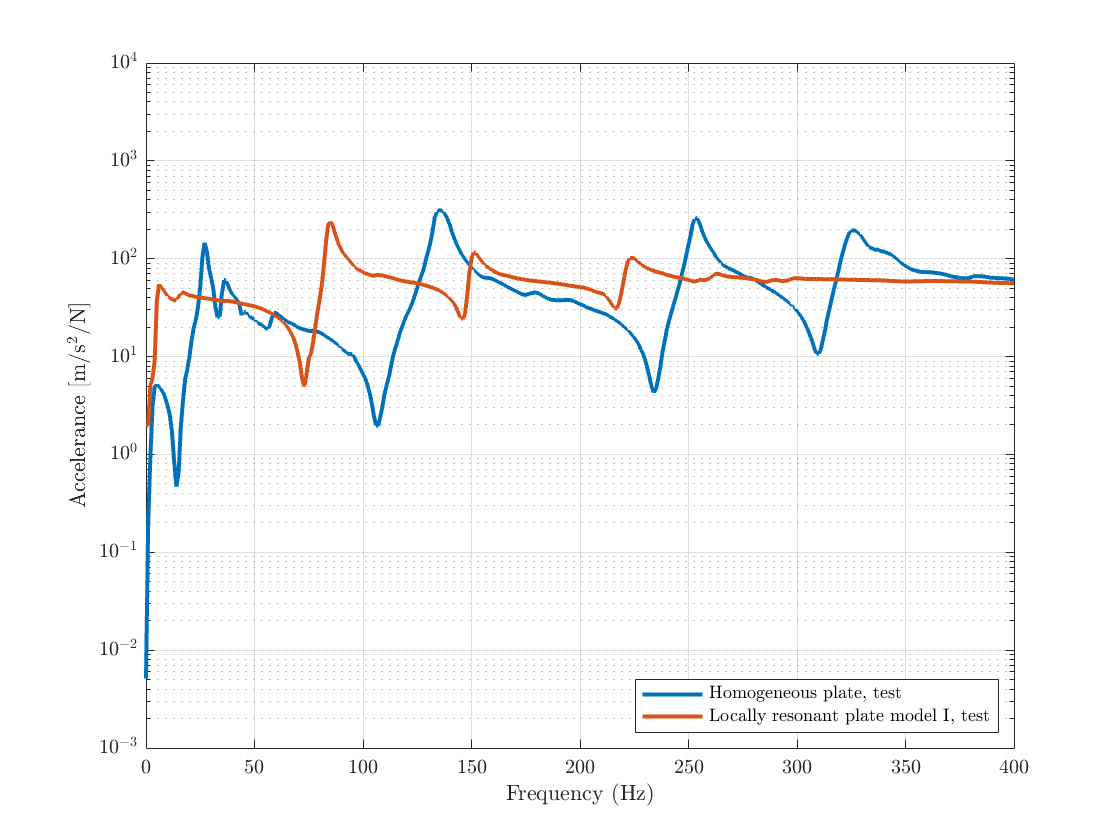 10^4
10^3
10^2
10^1
10^0
10^−1
10^−2
10^−3
Accelerance [m/s^2/N]
0 50 100 150 200 250 300 350 400
Frequency (Hz)
Homogeneous plate, test
Locally resonant plate model I, test